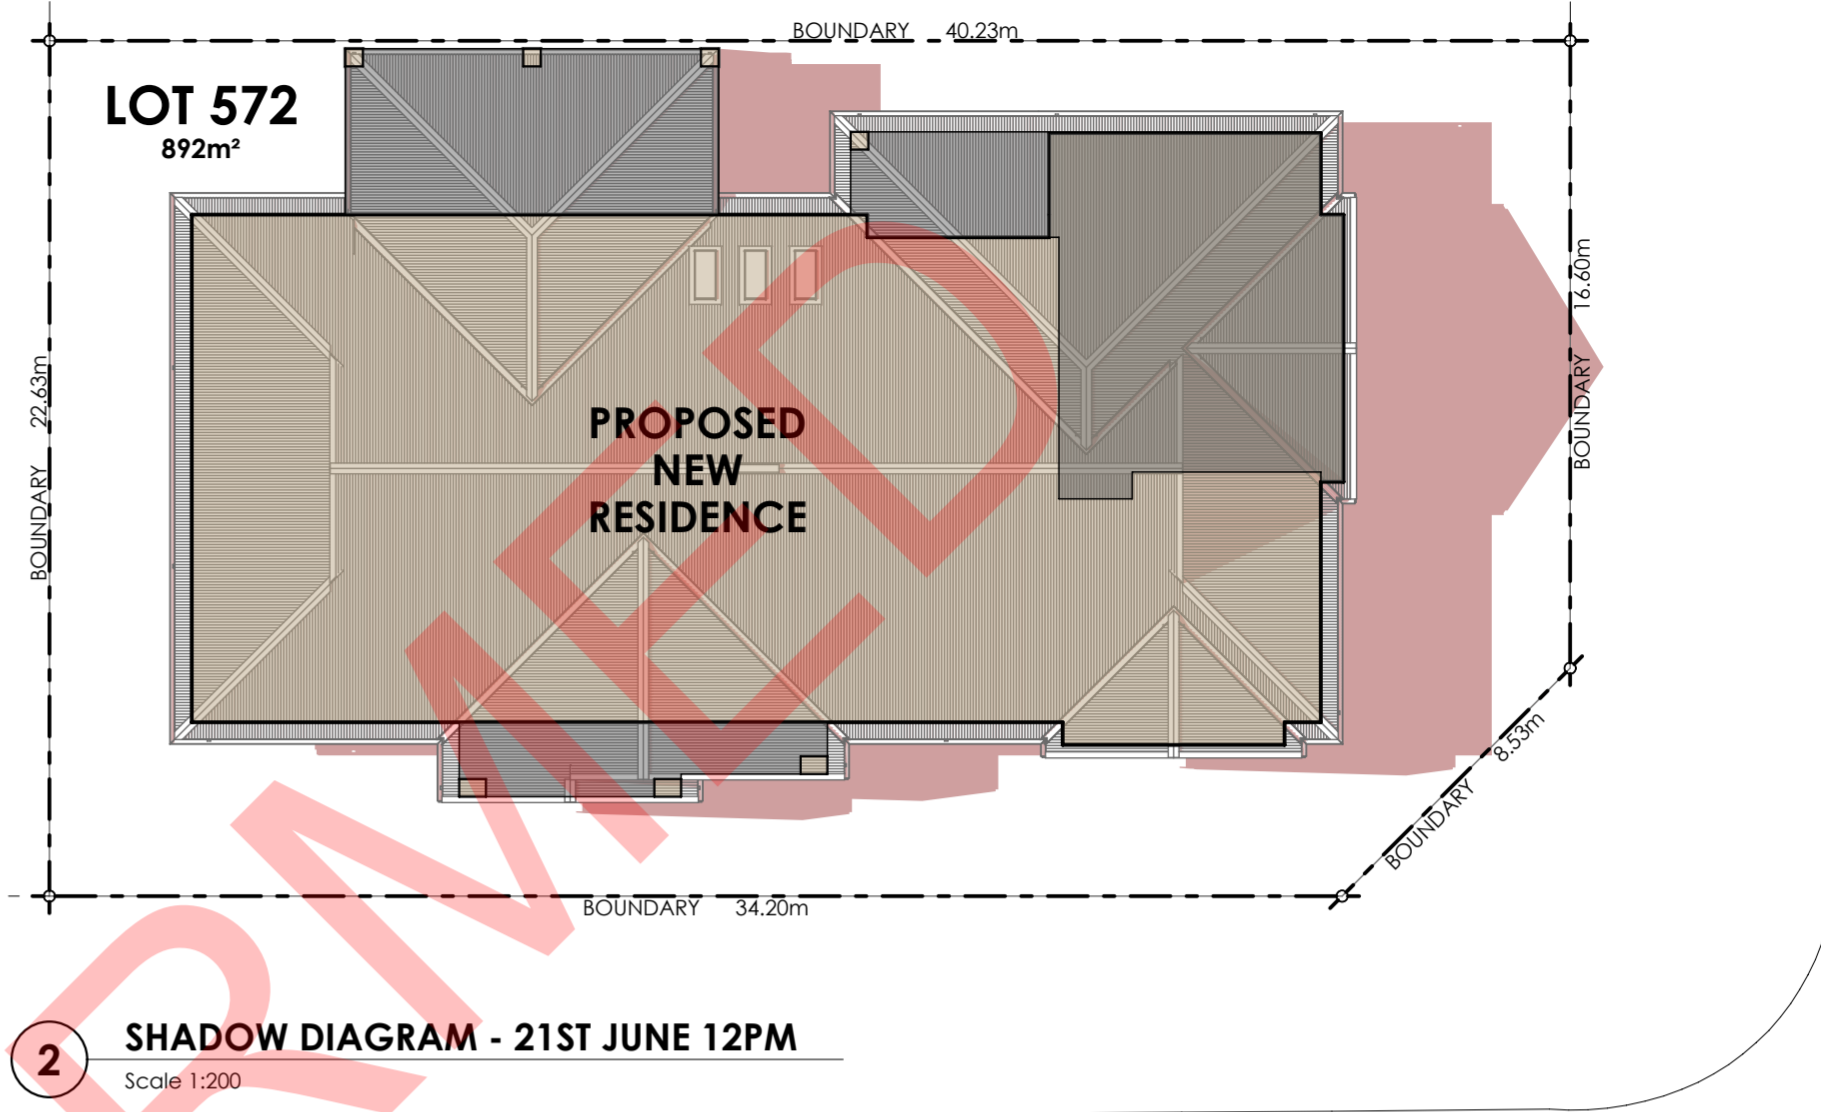 BOUNDARY 40.23m
LOT 572
892m²
BOUNDARY 22.63m
BOUNDARY 16.60m
PROPOSED
NEW
RESIDENCE
BOUNDARY 8.53m
BOUNDARY 34.20m
RMED
2
SHADOW DIAGRAM - 21ST JUNE 12PM
Scale 1:200